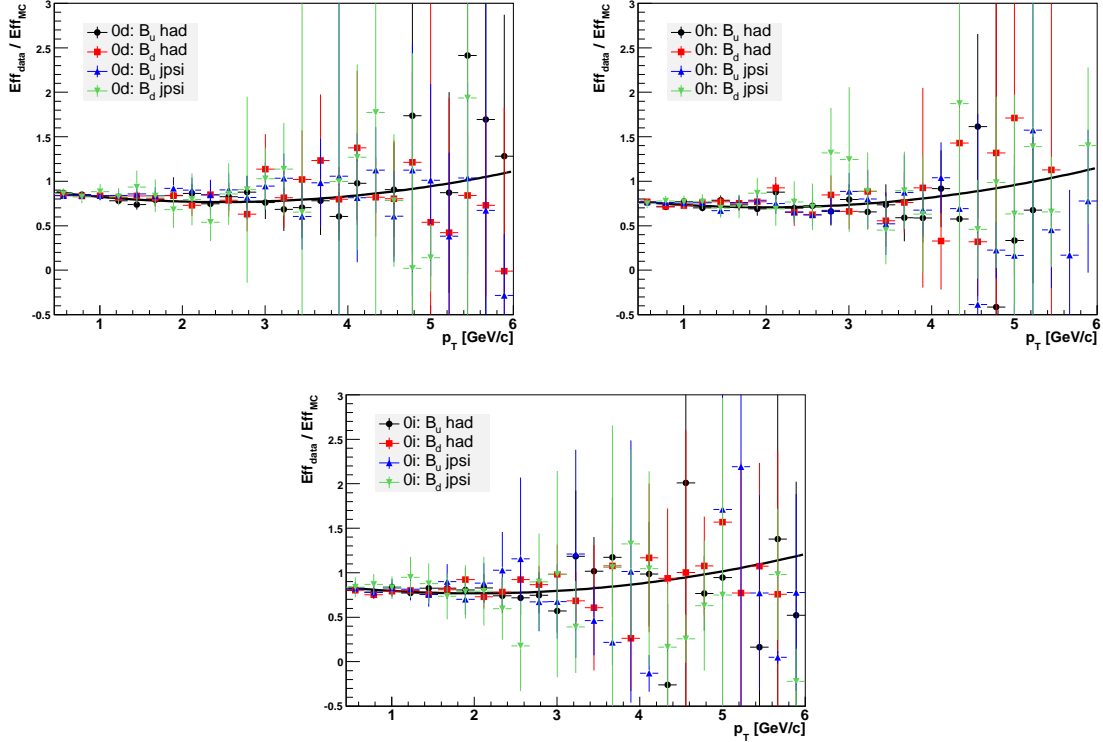 Eff_data / Eff_MC
3
2.5
2
1.5
1
0.5
0
-0.5
0d: B_u had
0d: B_d had
0d: B_u jpsi
0d: B_d jpsi
1 2 3 4 5 6
p_T [GeV/c]
Eff_data / Eff_MC
3
2.5
2
1.5
1
0.5
0
-0.5
0h: B_u had
0h: B_d had
0h: B_u jpsi
0h: B_d jpsi
1 2 3 4 5 6
p_T [GeV/c]
Eff_data / Eff_MC
3
2.5
2
1.5
1
0.5
0
-0.5
0i: B_u had
0i: B_d had
0i: B_u jpsi
0i: B_d jpsi
1 2 3 4 5 6
p_T [GeV/c]